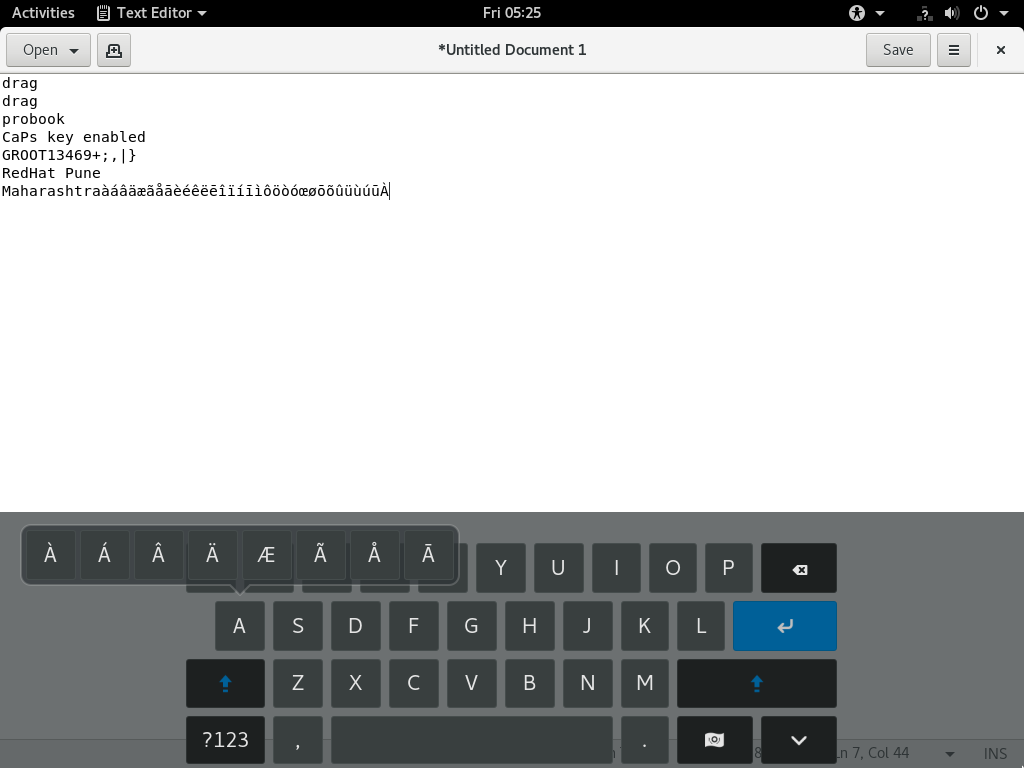 Activities Text Editor Fri 05:25
Open *Untitled Document 1 Save
drag
drag
probook
CaPs key enabled
GROOT13469+;,|}
RedHat Pune
MaharashtraàáâäæãåāèéêëēîïíīìôöòóœøōõûüùúūÀ
À Á Â Ä Æ Ã Å Ā
Y U I O P
A S D F G H J K L
Z X C V B N M
?123 , .
Ln 7, Col 44 INS